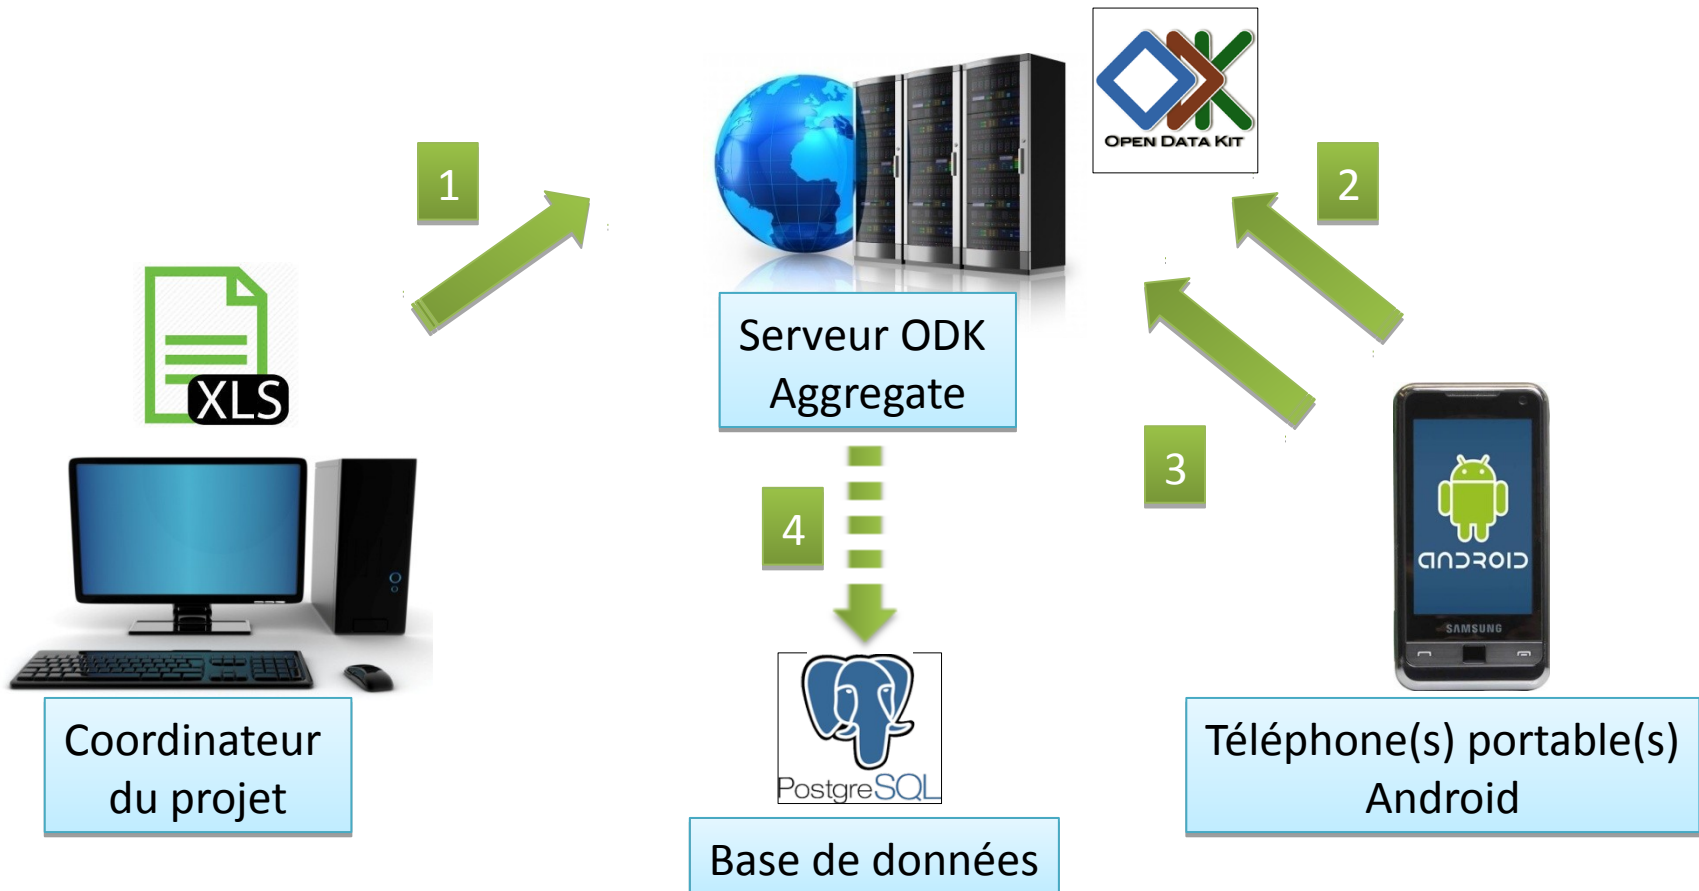 OPEN DATA KIT
1
2
XLS
Serveur ODK
Aggregate
3
4
ANDROID
SAMSUNG
PostgreSQL
Coordinateur
du projet
Téléphone(s) portable(s)
Android
Base de données